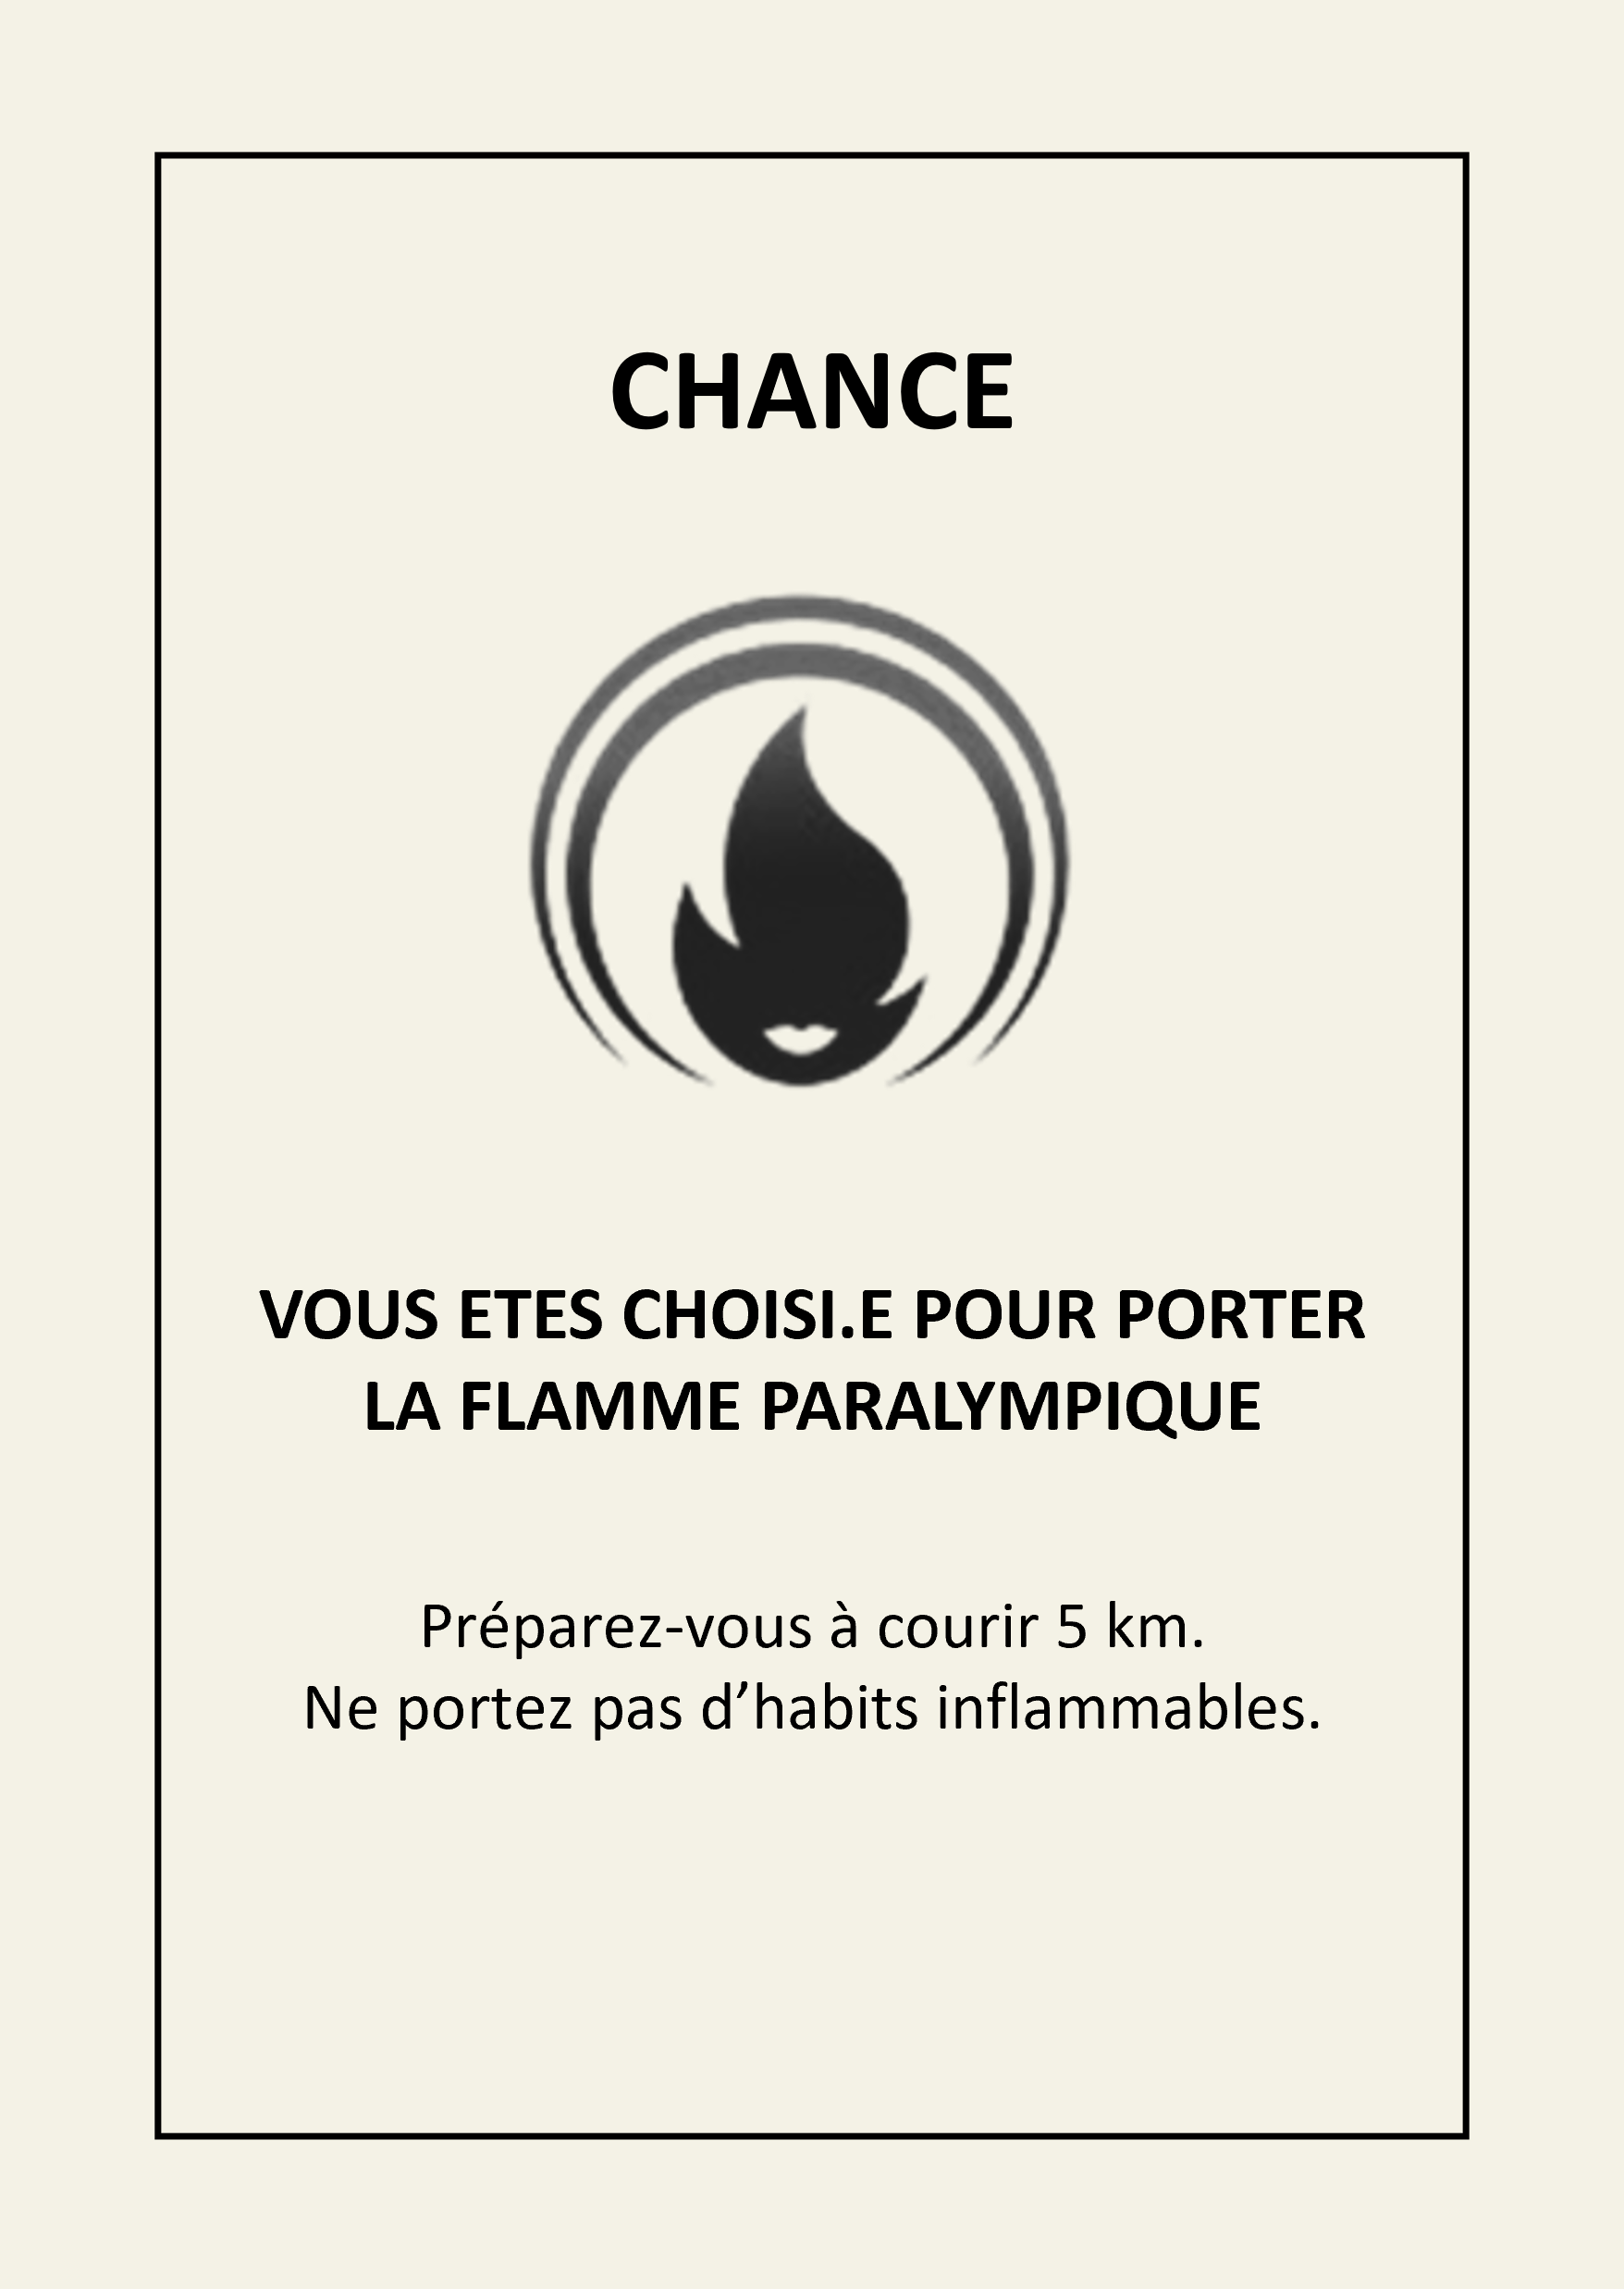 CHANCE
VOUS ETES CHOISI.E POUR PORTER
LA FLAMME PARALYMPIQUE
Préparez-vous à courir 5 km.
Ne portez pas d’habits inflammables.